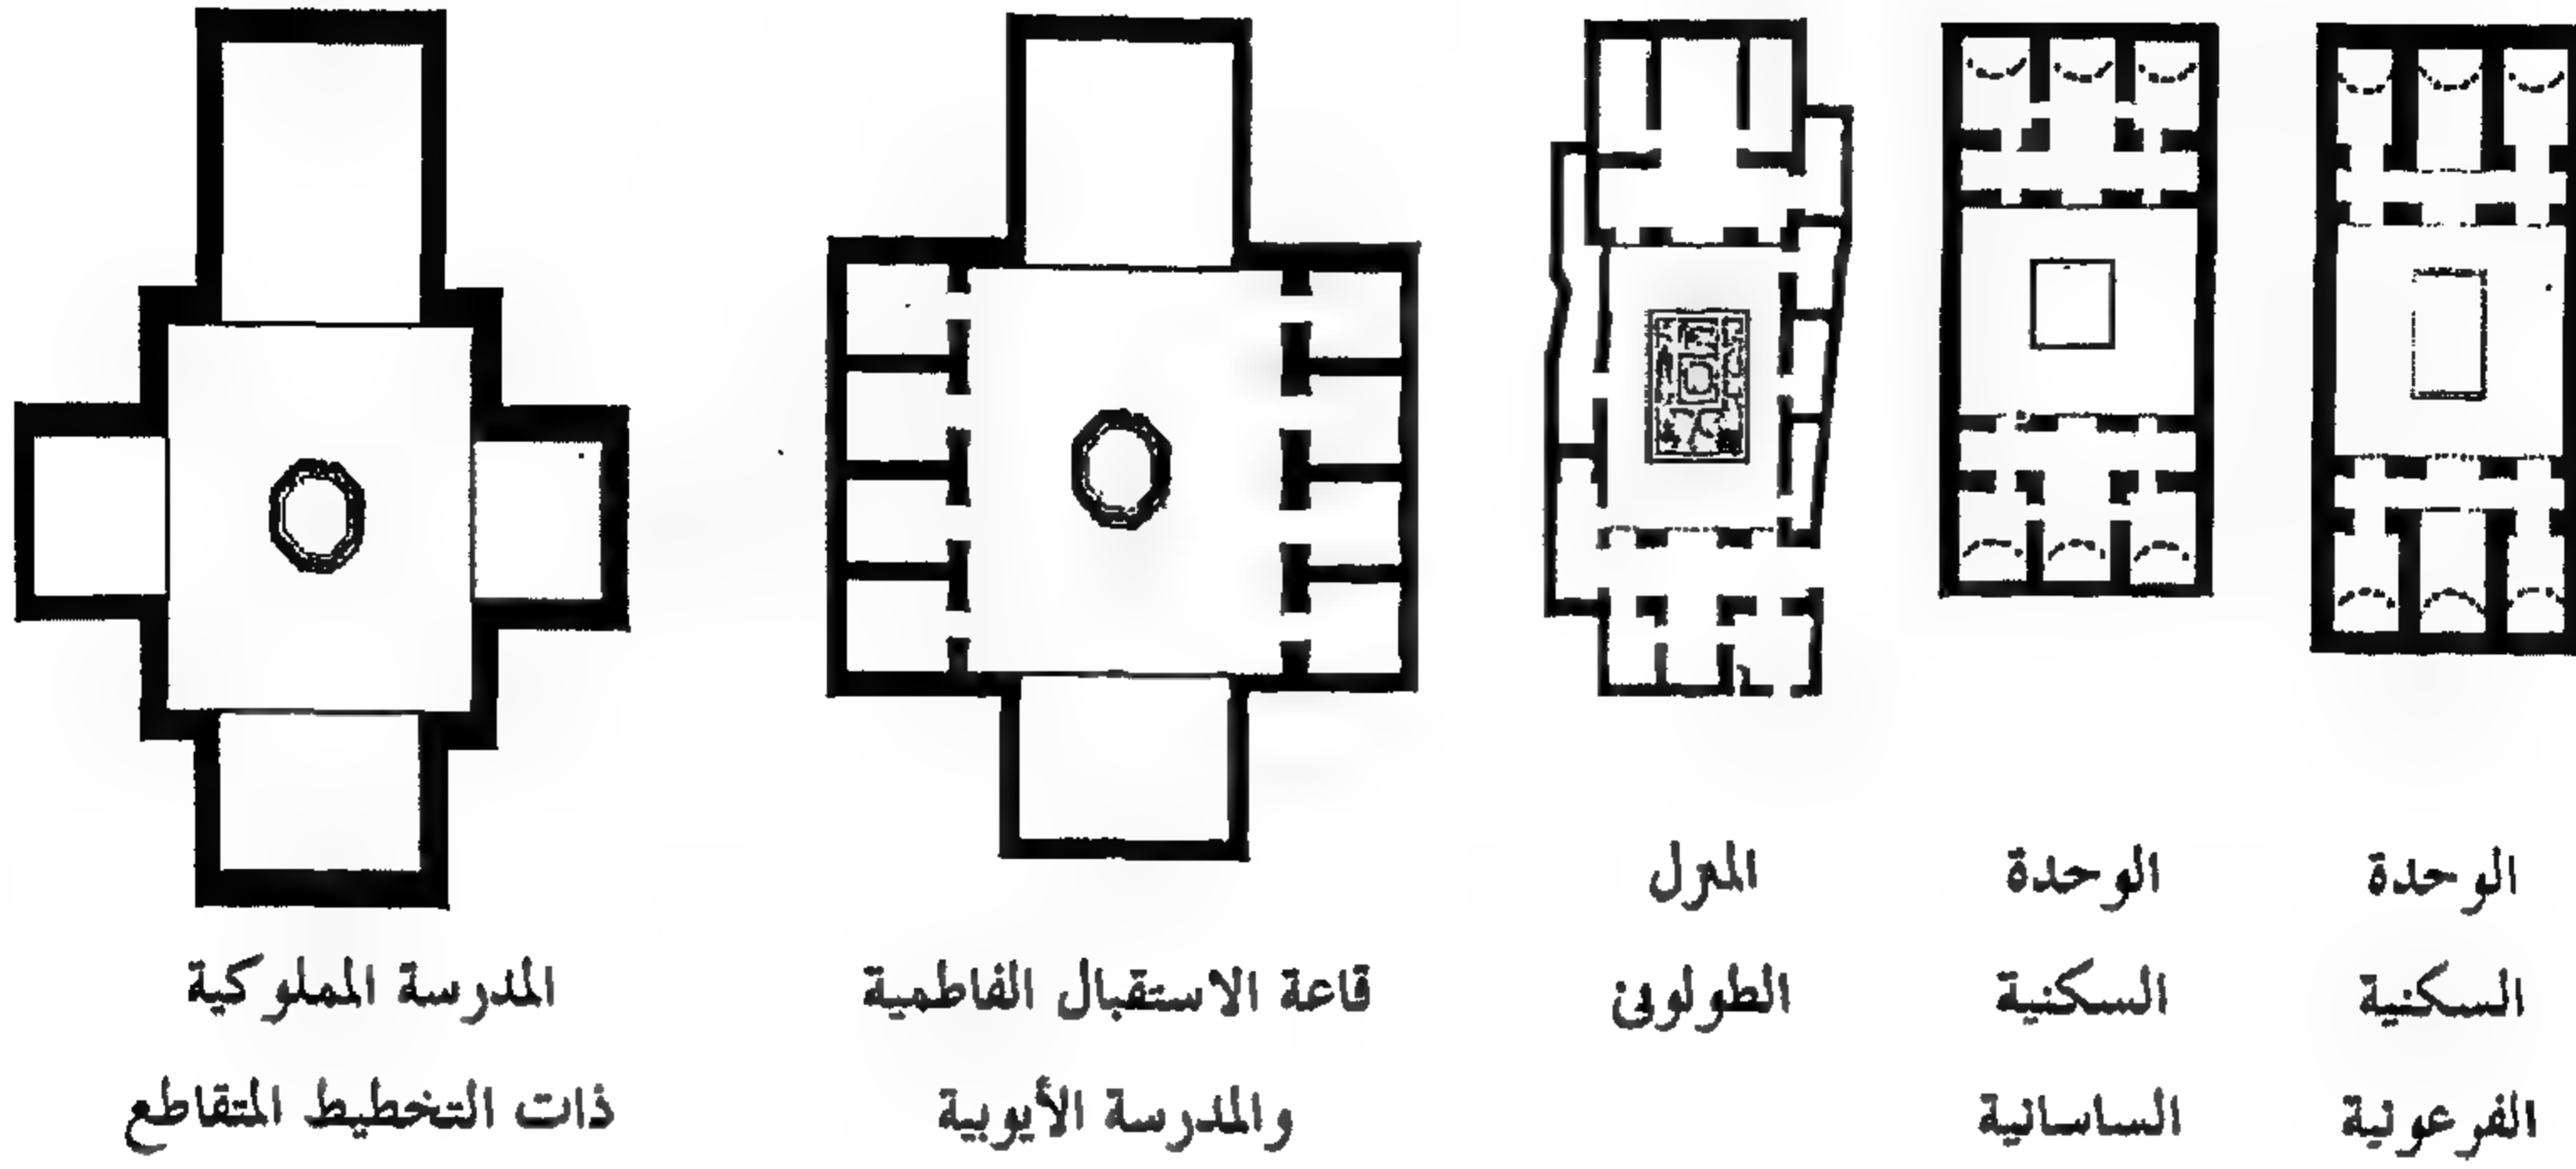 الوحدة
السكنية
الفرعونية
الوحدة
السكنية
الساسانية
المنزل
الطولونى
قاعة الاستقبال الفاطمية
والمدرسة الأيوبية
المدرسة المملوكية
ذات التخطيط المتقاطع